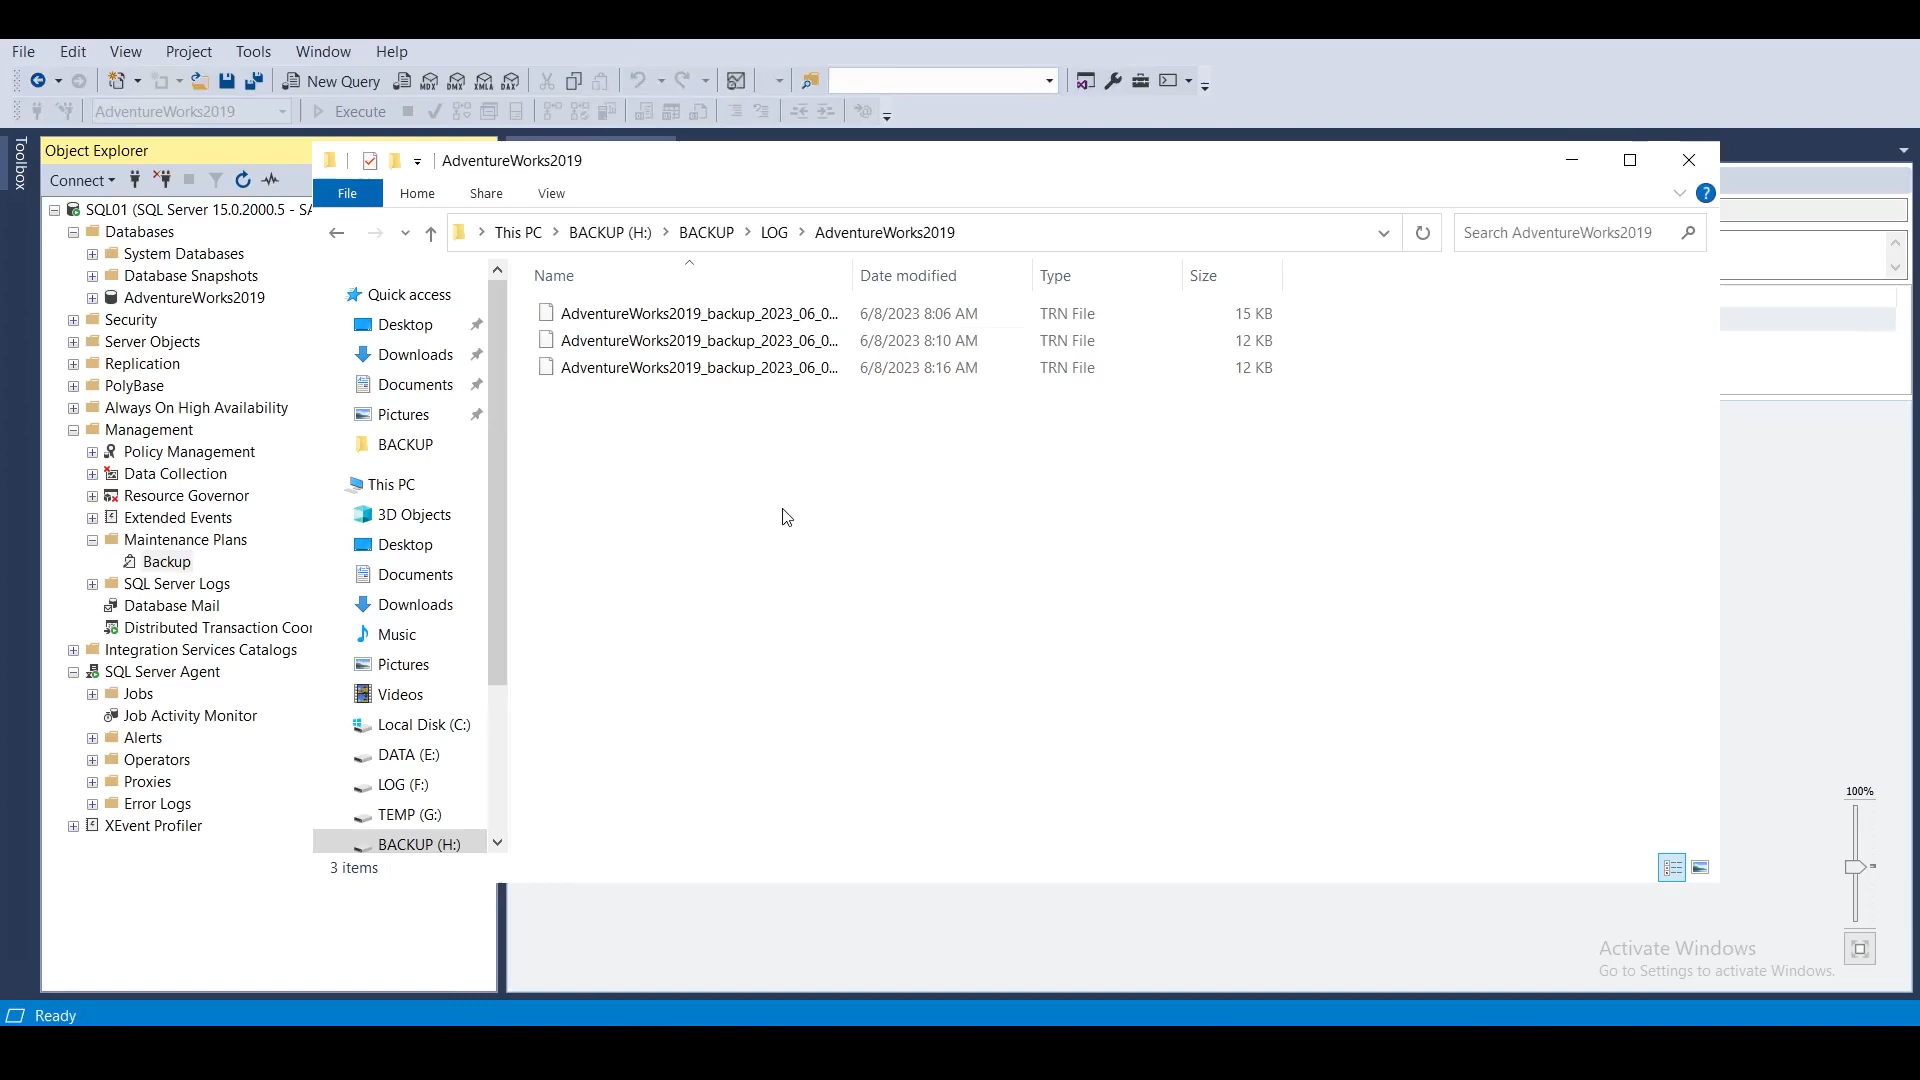 File Edit View Project Tools Window Help
New Query MDX DMX XMLA DAX
AdventureWorks2019 Execute
Toolbox
Object Explorer
Connect
SQL01 (SQL Server 15.0.2000.5 - SA
Databases
System Databases
Database Snapshots
AdventureWorks2019
Security
Server Objects
Replication
PolyBase
Always On High Availability
Management
Policy Management
Data Collection
Resource Governor
Extended Events
Maintenance Plans
Backup
SQL Server Logs
Database Mail
Distributed Transaction Coor
Integration Services Catalogs
SQL Server Agent
Jobs
Job Activity Monitor
Alerts
Operators
Proxies
Error Logs
XEvent Profiler
AdventureWorks2019
File Home Share View
This PC BACKUP (H:) BACKUP LOG AdventureWorks2019
Search AdventureWorks2019
Quick access
Desktop
Downloads
Documents
Pictures
BACKUP
This PC
3D Objects
Desktop
Documents
Downloads
Music
Pictures
Videos
Local Disk (C:)
DATA (E:)
LOG (F:)
TEMP (G:)
BACKUP (H:)
Name Date modified Type Size
AdventureWorks2019_backup_2023_06_0... 6/8/2023 8:06 AM TRN File 15 KB
AdventureWorks2019_backup_2023_06_0... 6/8/2023 8:10 AM TRN File 12 KB
AdventureWorks2019_backup_2023_06_0... 6/8/2023 8:16 AM TRN File 12 KB
3 items
100%
Activate Windows
Go to Settings to activate Windows.
Ready